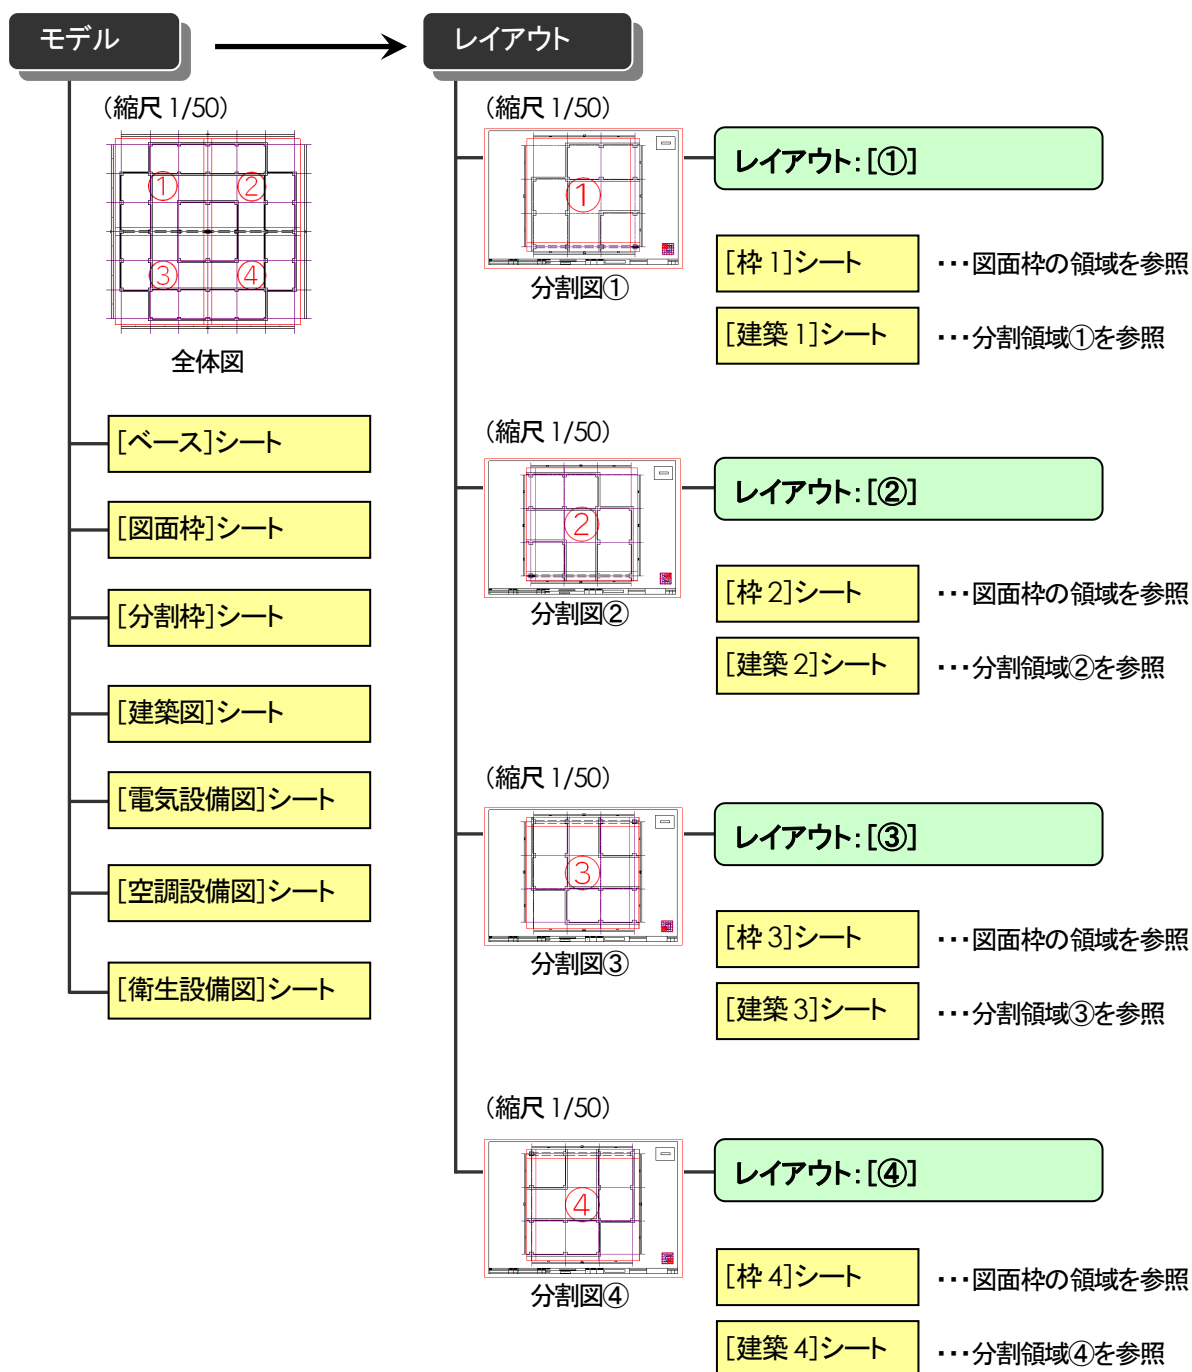 モデル
レイアウト
（縮尺 1/50）
①
②
③
④
全体図
[ベース]シート
[図面枠]シート
[分割枠]シート
[建築図]シート
[電気設備図]シート
[空調設備図]シート
[衛生設備図]シート
（縮尺 1/50）
①
分割図①
レイアウト：[①]
[枠 1]シート
・・・図面枠の領域を参照
[建築 1]シート
・・・分割領域①を参照
（縮尺 1/50）
②
分割図②
レイアウト：[②]
[枠 2]シート
・・・図面枠の領域を参照
[建築 2]シート
・・・分割領域②を参照
（縮尺 1/50）
③
分割図③
レイアウト：[③]
[枠 3]シート
・・・図面枠の領域を参照
[建築 3]シート
・・・分割領域③を参照
（縮尺 1/50）
④
分割図④
レイアウト：[④]
[枠 4]シート
・・・図面枠の領域を参照
[建築 4]シート
・・・分割領域④を参照